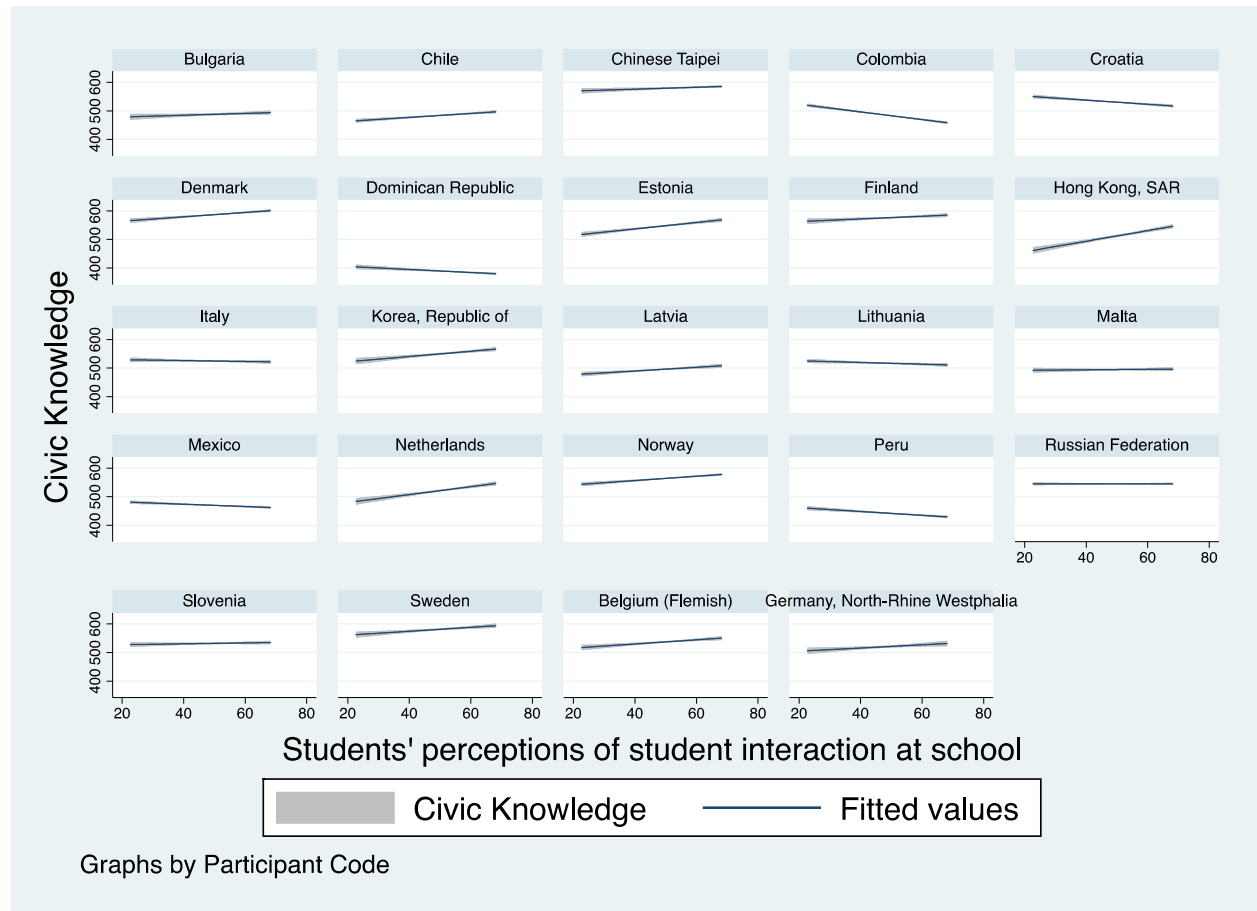 Bulgaria Chile Chinese Taipei Colombia Croatia
400 500 600
Denmark Dominican Republic Estonia Finland Hong Kong, SAR
400 500 600
Italy Korea, Republic of Latvia Lithuania Malta
400 500 600
Mexico Netherlands Norway Peru Russian Federation
400 500 600
20 40 60 80
Slovenia Sweden Belgium (Flemish) Germany, North-Rhine Westphalia
400 500 600
20 40 60 80 20 40 60 80 20 40 60 80 20 40 60 80
Civic Knowledge
Students' perceptions of student interaction at school
Civic Knowledge Fitted values
Graphs by Participant Code